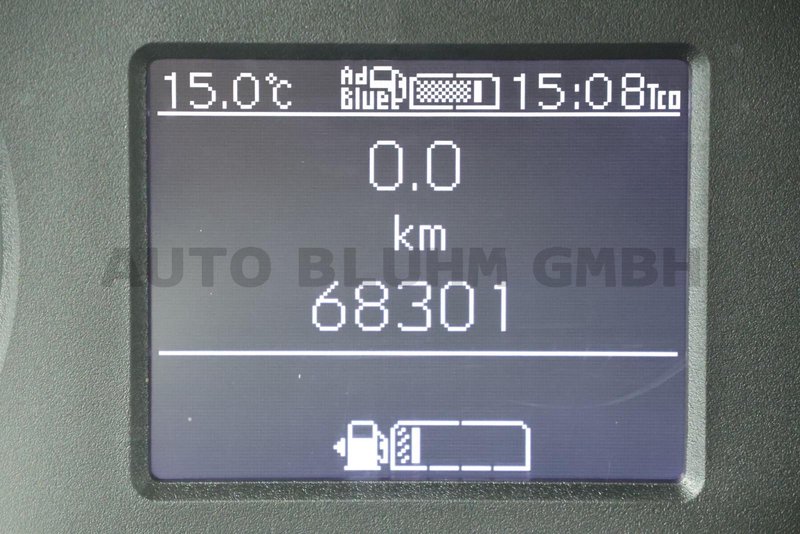 15.0°C Ad Blue 15:08 Tco
0.0
km
AUTO BLUHM GMBH
68301